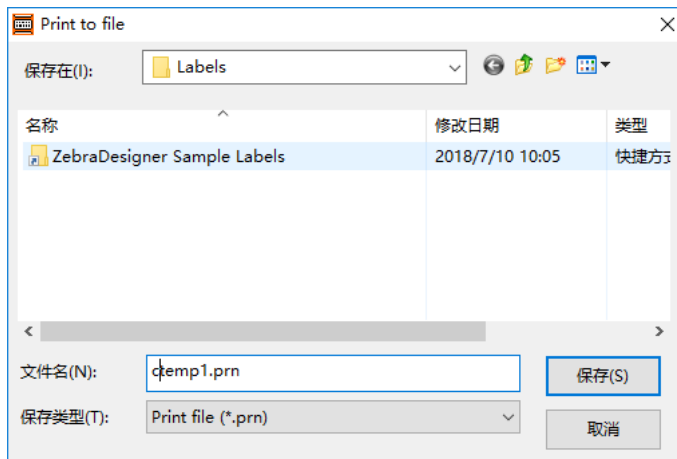 Print to file
保存在(I):
Labels
名称
修改日期
类型
ZebraDesigner Sample Labels
2018/7/10 10:05
快捷方式
文件名(N):
ctemp1.prn
保存(S)
保存类型(T):
Print file (*.prn)
取消